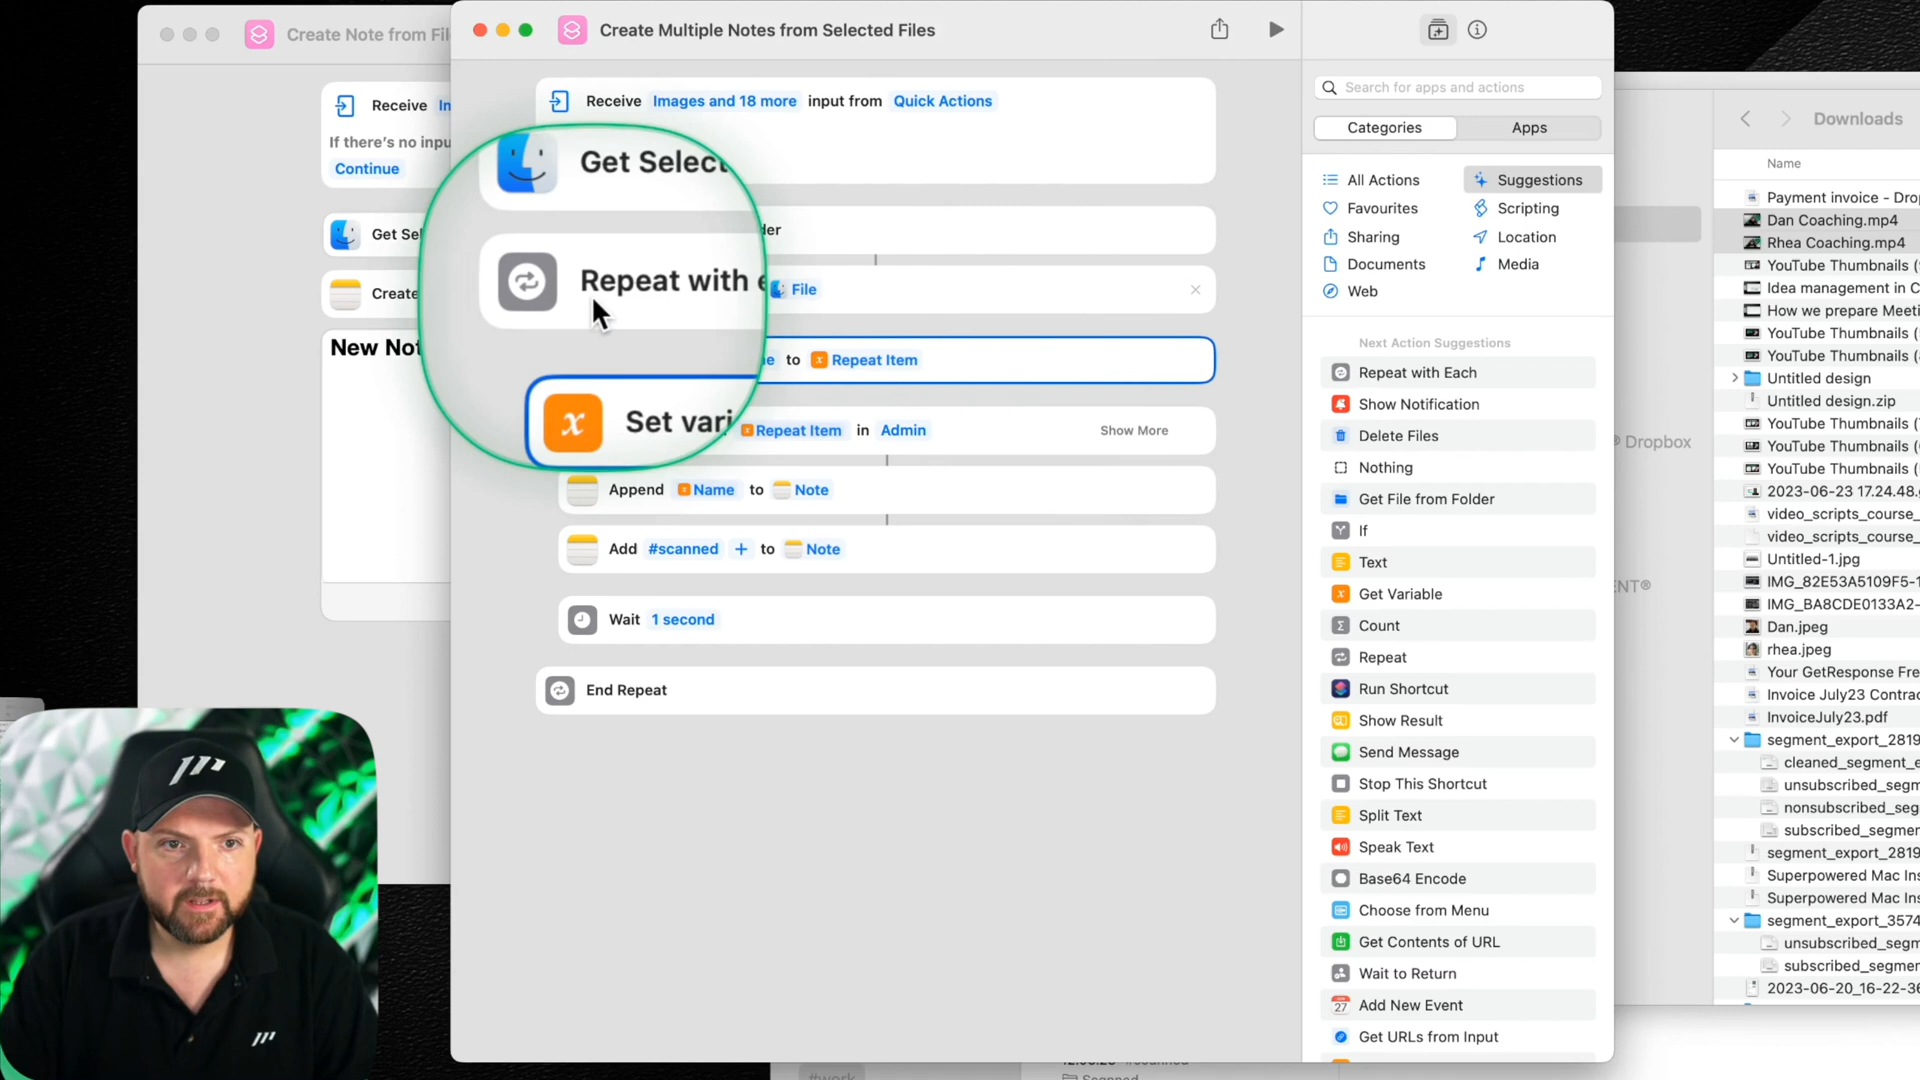 Create Note from Fil
Receive In
If there's no inpu
Continue
Get Sel
Create
New Not
Create Multiple Notes from Selected Files
Receive Images and 18 more input from Quick Actions
Get Select
der
Repeat with e
File
Set vari
e to Repeat Item
Repeat Item in Admin Show More
Append Name to Note
Add #scanned + to Note
Wait 1 second
End Repeat
Search for apps and actions
Categories Apps
All Actions Suggestions
Favourites Scripting
Sharing Location
Documents Media
Web
Next Action Suggestions
Repeat with Each
Show Notification
Delete Files
Nothing
Get File from Folder
If
Text
Get Variable
Count
Repeat
Run Shortcut
Show Result
Send Message
Stop This Shortcut
Split Text
Speak Text
Base64 Encode
Choose from Menu
Get Contents of URL
Wait to Return
Add New Event
Get URLs from Input
Downloads
Name
Payment invoice - Dro
Dan Coaching.mp4
Rhea Coaching.mp4
YouTube Thumbnails (
Idea management in C
How we prepare Meeti
YouTube Thumbnails (
YouTube Thumbnails (
Untitled design
Untitled design.zip
YouTube Thumbnails (
YouTube Thumbnails (
YouTube Thumbnails (
2023-06-23 17.24.48.
video_scripts_course_
video_scripts_course_
Untitled-1.jpg
IMG_82E53A5109F5-1
IMG_BA8CDE0133A2-
Dan.jpeg
rhea.jpeg
Your GetResponse Fre
Invoice July23 Contrac
InvoiceJuly23.pdf
segment_export_2819
cleaned_segment_e
unsubscribed_segm
nonsubscribed_seg
subscribed_segmen
segment_export_2819
Superpowered Mac Ins
Superpowered Mac Ins
segment_export_3574
unsubscribed_segm
subscribed_segmen
2023-06-20_16-22-36
® Dropbox
ENT®
#work
Scanned